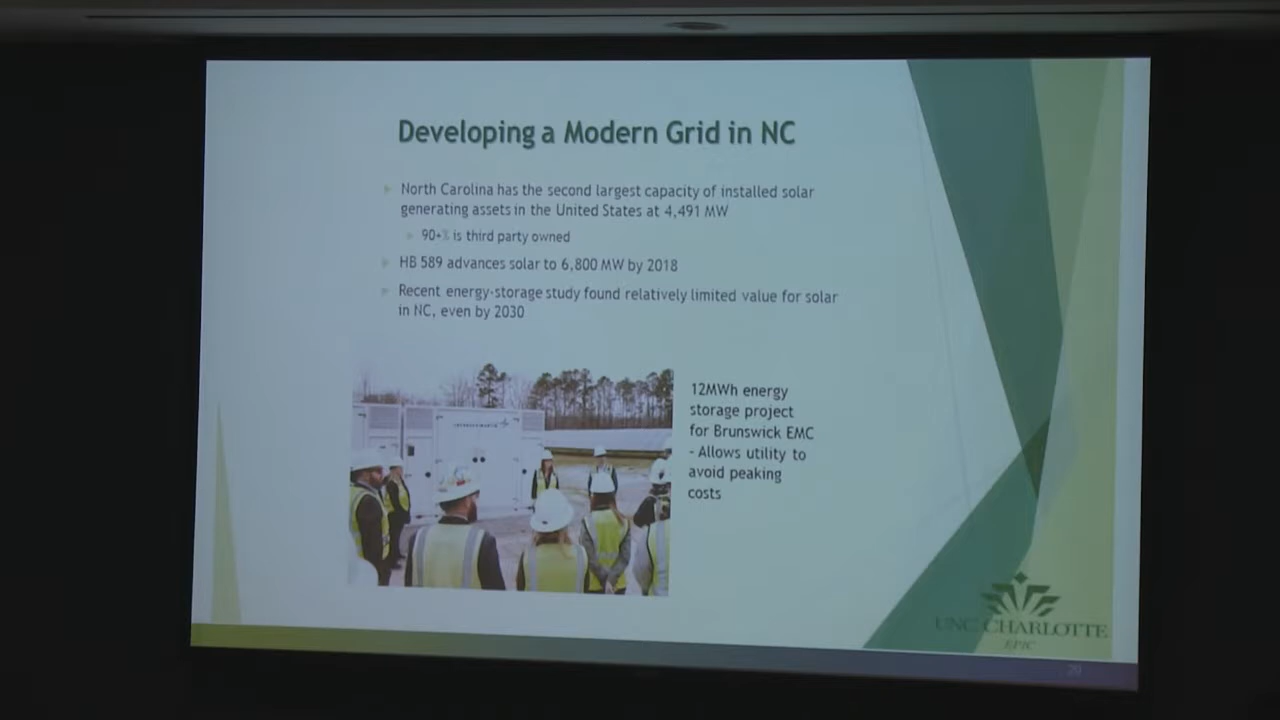 Developing a Modern Grid in NC
North Carolina has the second largest capacity of installed solar
generating assets in the United States at 4,491 MW
90+% is third party owned
HB 589 advances solar to 6,800 MW by 2018
Recent energy-storage study found relatively limited value for solar
in NC, even by 2030
12MWh energy
storage project
for Brunswick EMC
- Allows utility to
avoid peaking
costs
UNC CHARLOTTE
EPIC